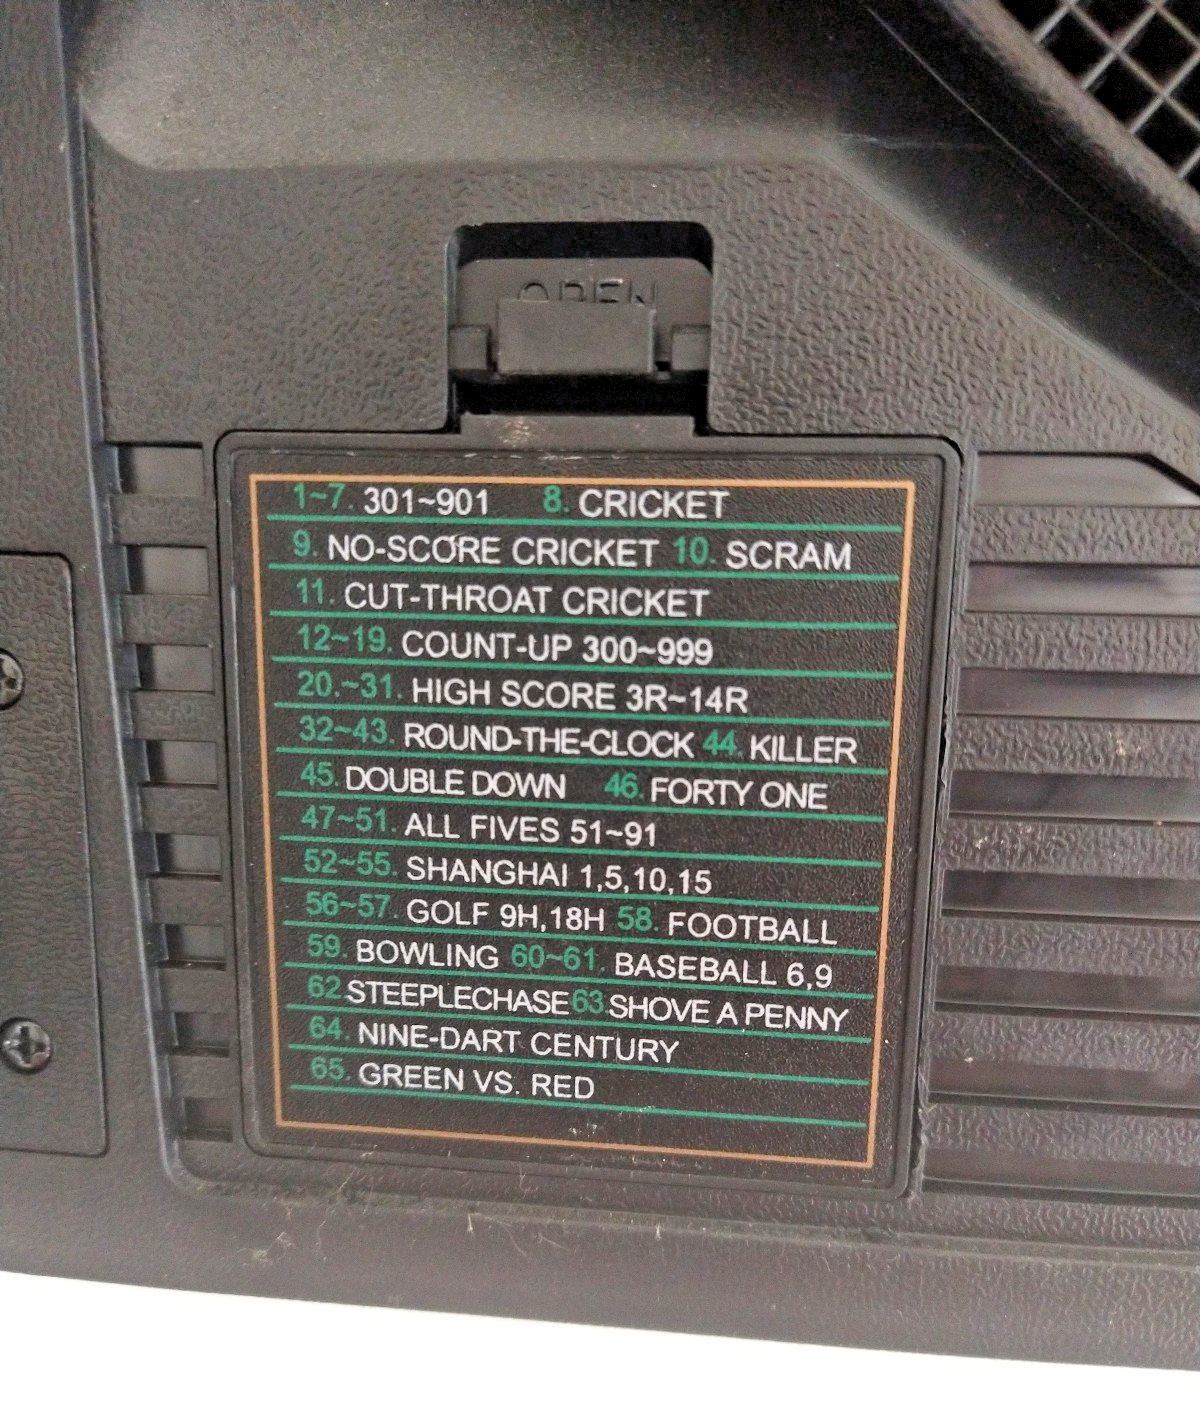 OPEN
1~7. 301~901 8. CRICKET
9. NO-SCORE CRICKET 10. SCRAM
11. CUT-THROAT CRICKET
12~19. COUNT-UP 300~999
20.~31. HIGH SCORE 3R~14R
32~43. ROUND-THE-CLOCK 44. KILLER
45. DOUBLE DOWN 46. FORTY ONE
47~51. ALL FIVES 51~91
52~55. SHANGHAI 1,5,10,15
56~57. GOLF 9H,18H 58. FOOTBALL
59. BOWLING 60~61. BASEBALL 6,9
62 STEEPLECHASE 63 SHOVE A PENNY
64. NINE-DART CENTURY
65. GREEN VS. RED